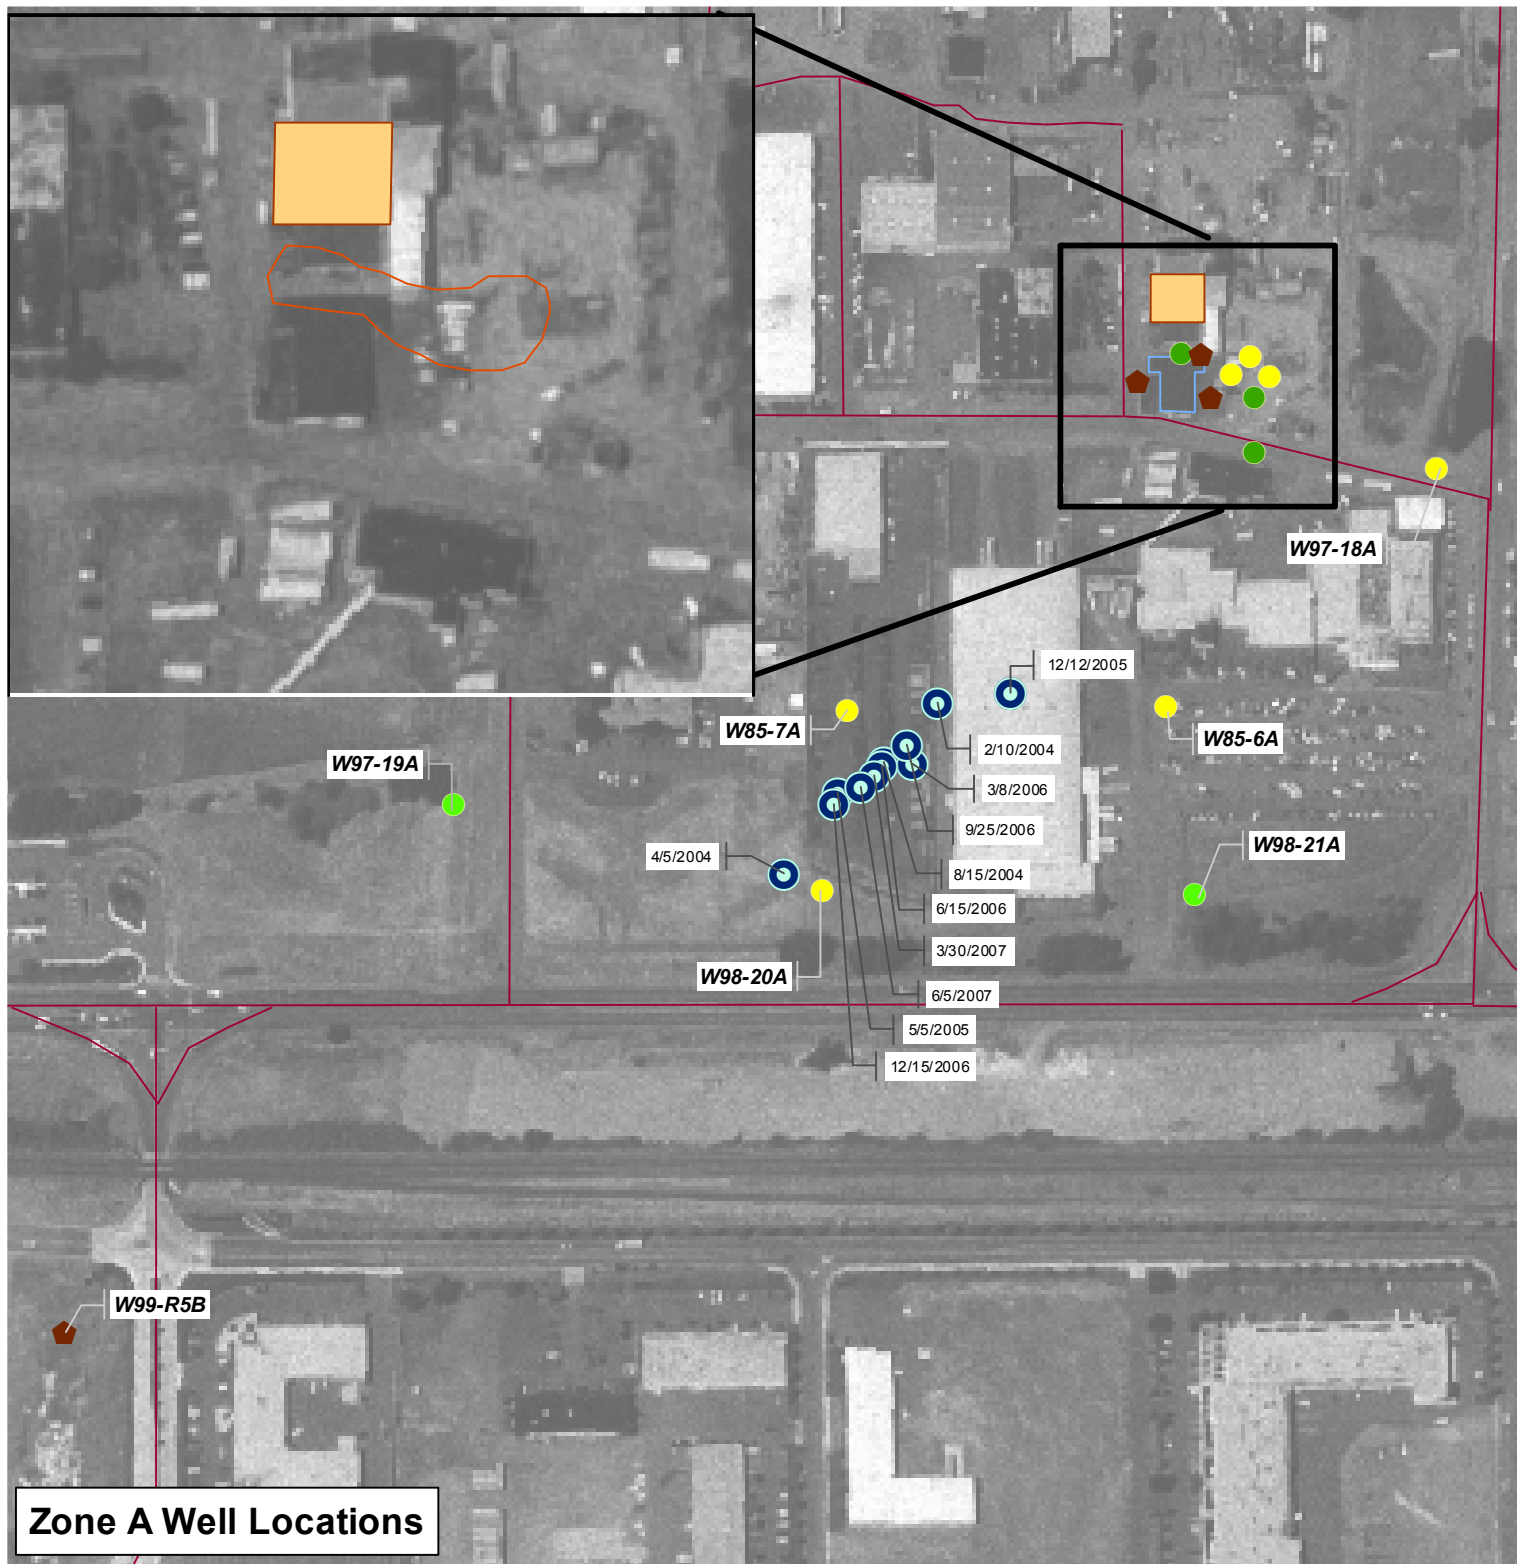 W97-18A
12/12/2005
W85-7A
W85-6A
2/10/2004
W97-19A
3/8/2006
9/25/2006
W98-21A
4/5/2004
8/15/2004
6/15/2006
3/30/2007
W98-20A
6/5/2007
5/5/2005
12/15/2006
W99-R5B
Zone A Well Locations